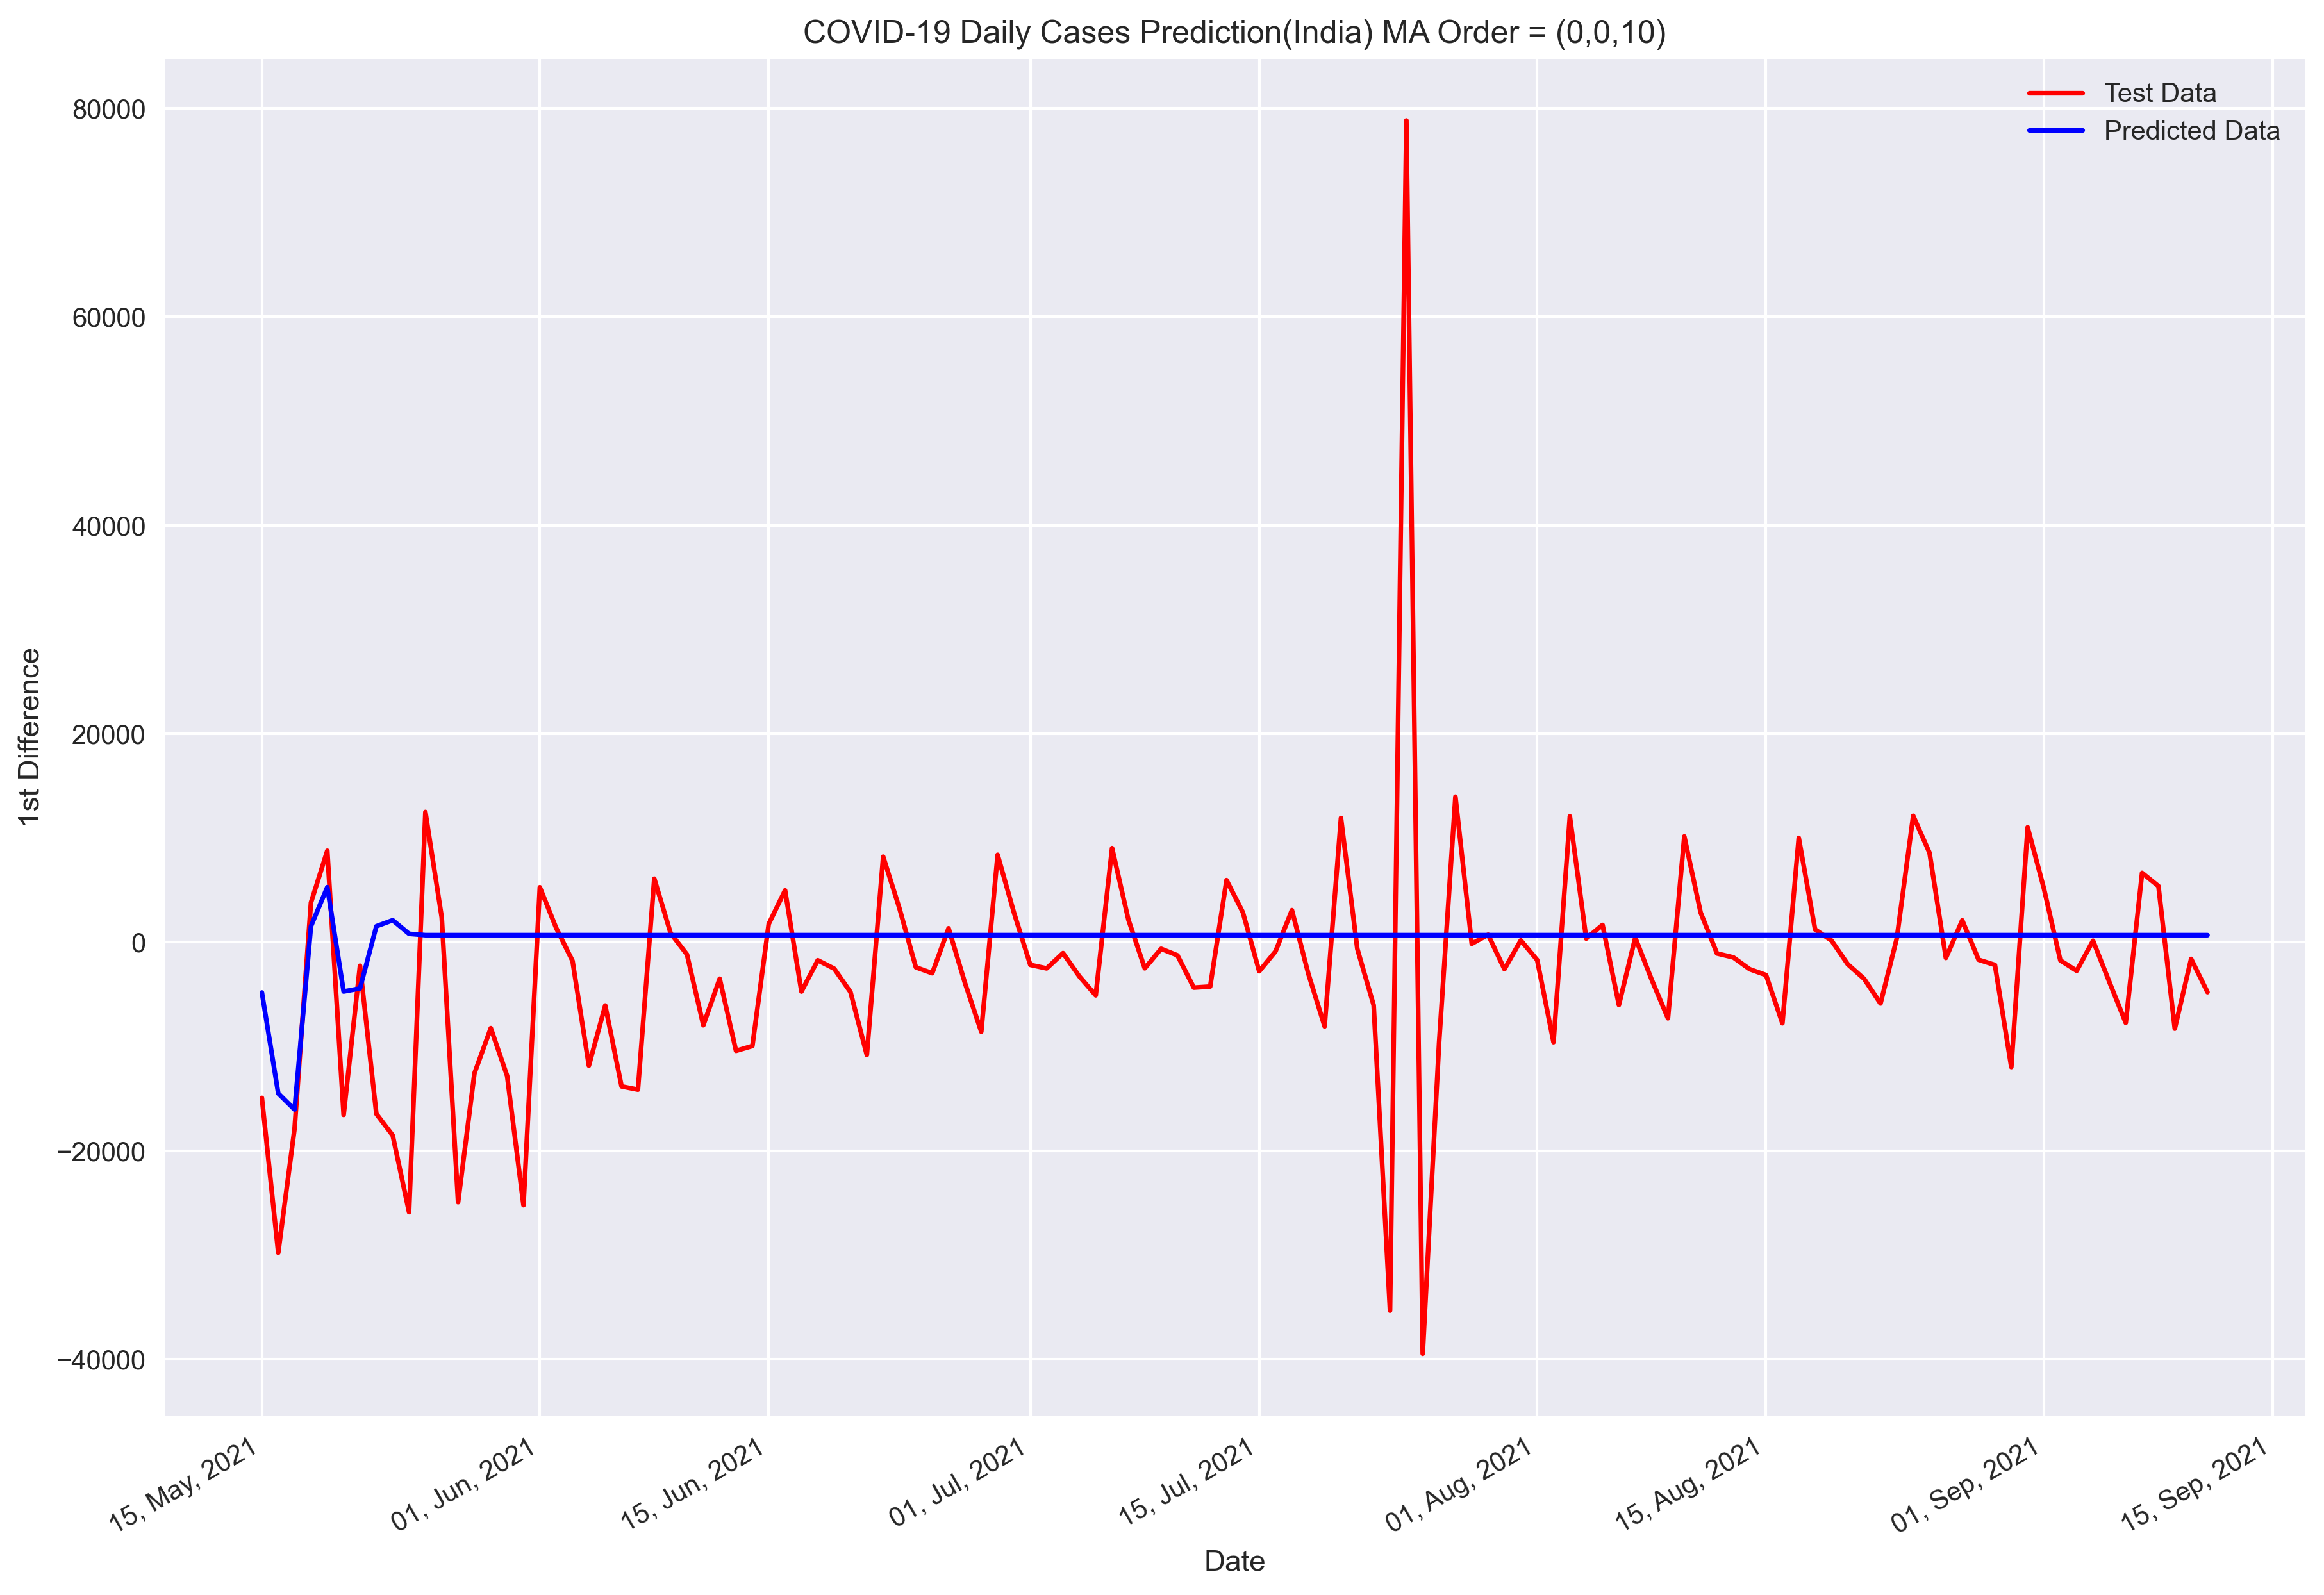 COVID-19 Daily Cases Prediction(India) MA Order = (0,0,10)
Test Data
Predicted Data
80000
60000
40000
20000
0
−20000
−40000
1st Difference
15, May, 2021
01, Jun, 2021
15, Jun, 2021
01, Jul, 2021
15, Jul, 2021
01, Aug, 2021
15, Aug, 2021
01, Sep, 2021
15, Sep, 2021
Date